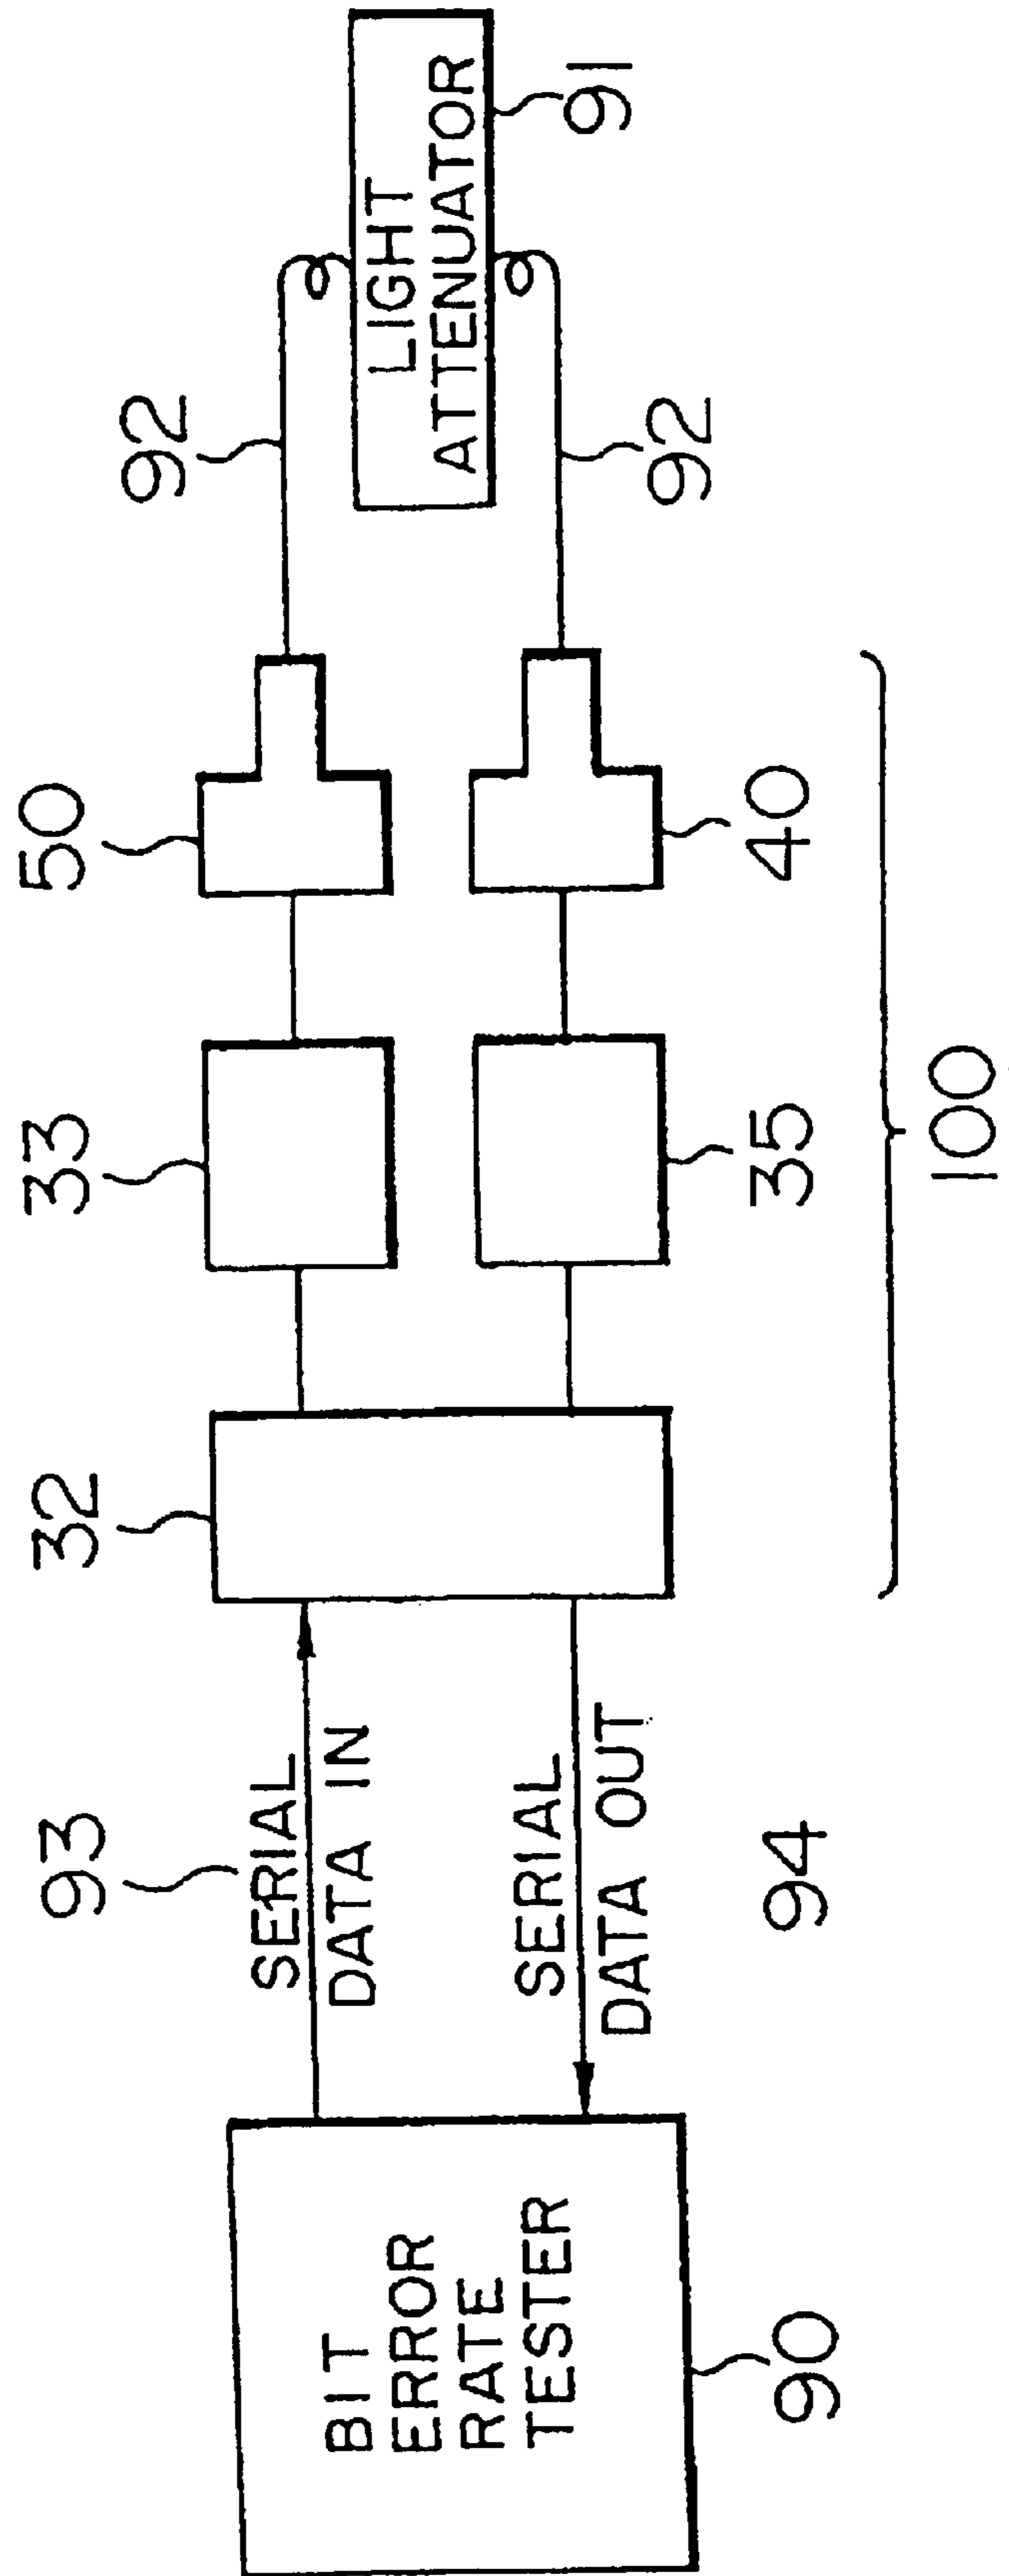 50
33
32
93
92
SERIAL
DATA IN
SERIAL
DATA OUT
94
BIT
ERROR
RATE
TESTER
90
LIGHT
ATTENUATOR
91
92
40
35
100